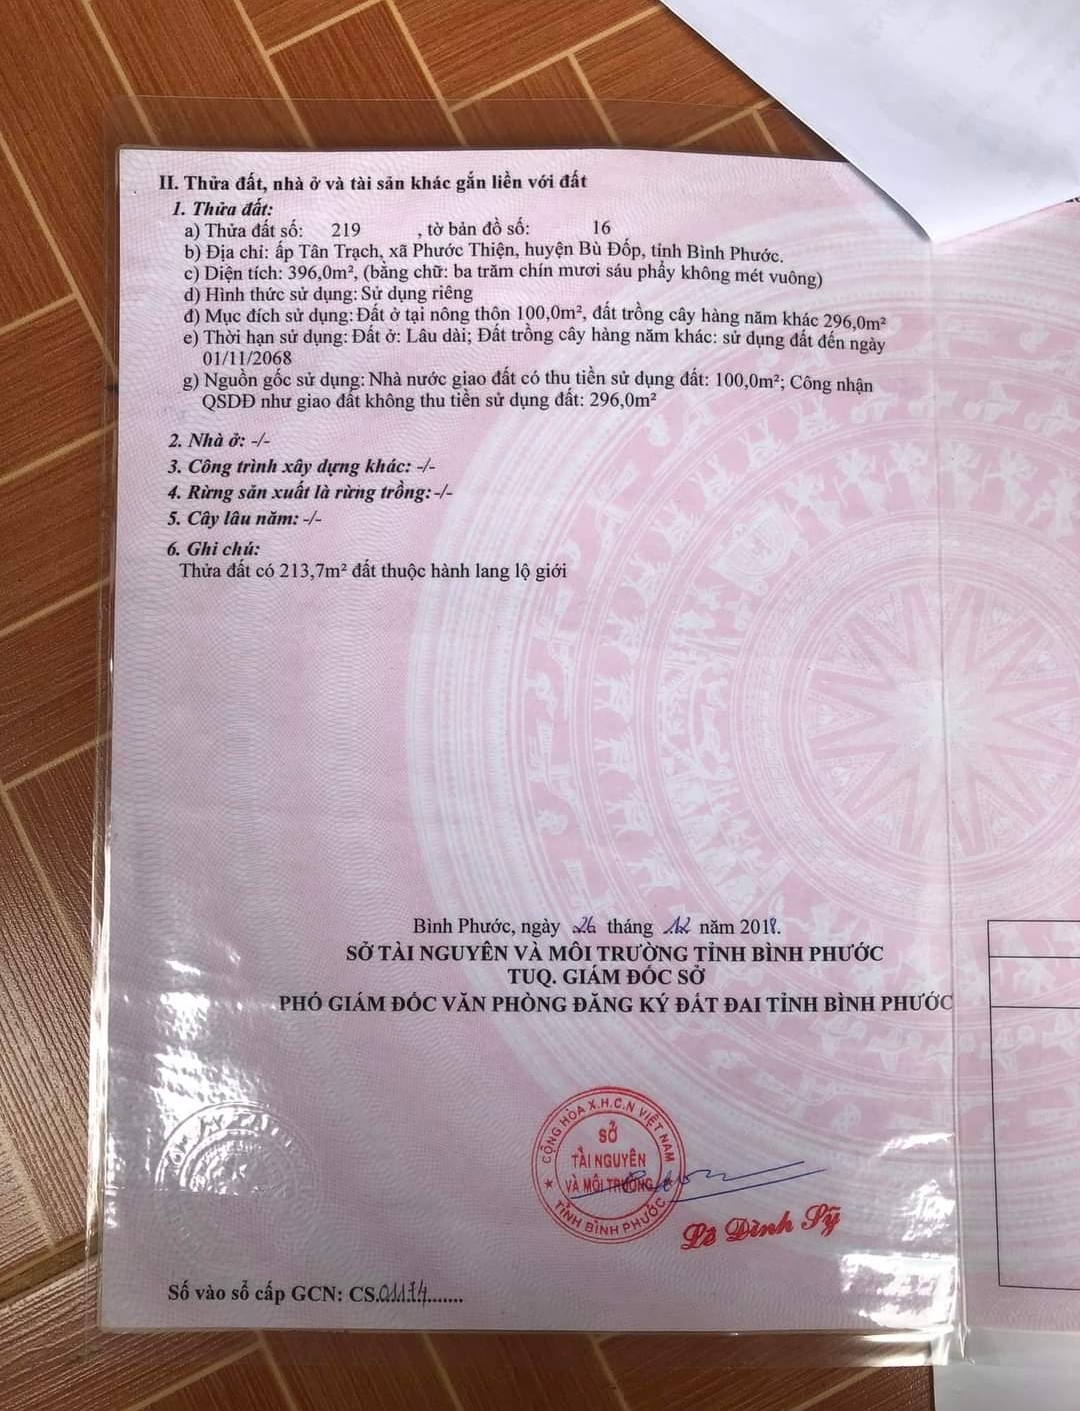 II. Thửa đất, nhà ở và tài sản khác gắn liền với đất
1. Thửa đất:
a) Thửa đất số: 219 , tờ bản đồ số: 16
b) Địa chỉ: ấp Tân Trạch, xã Phước Thiện, huyện Bù Đốp, tỉnh Bình Phước.
c) Diện tích: 396,0m², (bằng chữ: ba trăm chín mươi sáu phẩy không mét vuông)
d) Hình thức sử dụng: Sử dụng riêng
đ) Mục đích sử dụng: Đất ở tại nông thôn 100,0m², đất trồng cây hàng năm khác 296,0m²
e) Thời hạn sử dụng: Đất ở: Lâu dài; Đất trồng cây hàng năm khác: sử dụng đất đến ngày
01/11/2068
g) Nguồn gốc sử dụng: Nhà nước giao đất có thu tiền sử dụng đất: 100,0m²; Công nhận
QSDĐ như giao đất không thu tiền sử dụng đất: 296,0m²
2. Nhà ở: -/-
3. Công trình xây dựng khác: -/-
4. Rừng sản xuất là rừng trồng: -/-
5. Cây lâu năm: -/-
6. Ghi chú:
Thửa đất có 213,7m² đất thuộc hành lang lộ giới
Bình Phước, ngày 26 tháng 12 năm 2018.
SỞ TÀI NGUYÊN VÀ MÔI TRƯỜNG TỈNH BÌNH PHƯỚC
TUQ. GIÁM ĐỐC SỞ
PHÓ GIÁM ĐỐC VĂN PHÒNG ĐĂNG KÝ ĐẤT ĐAI TỈNH BÌNH PHƯỚC
CỘNG HÒA X.H.C.N VIỆT NAM
SỞ
TÀI NGUYÊN
VÀ MÔI TRƯỜNG
TỈNH BÌNH PHƯỚC
Lê Đình Sỹ
Số vào sổ cấp GCN: CS.01174.......